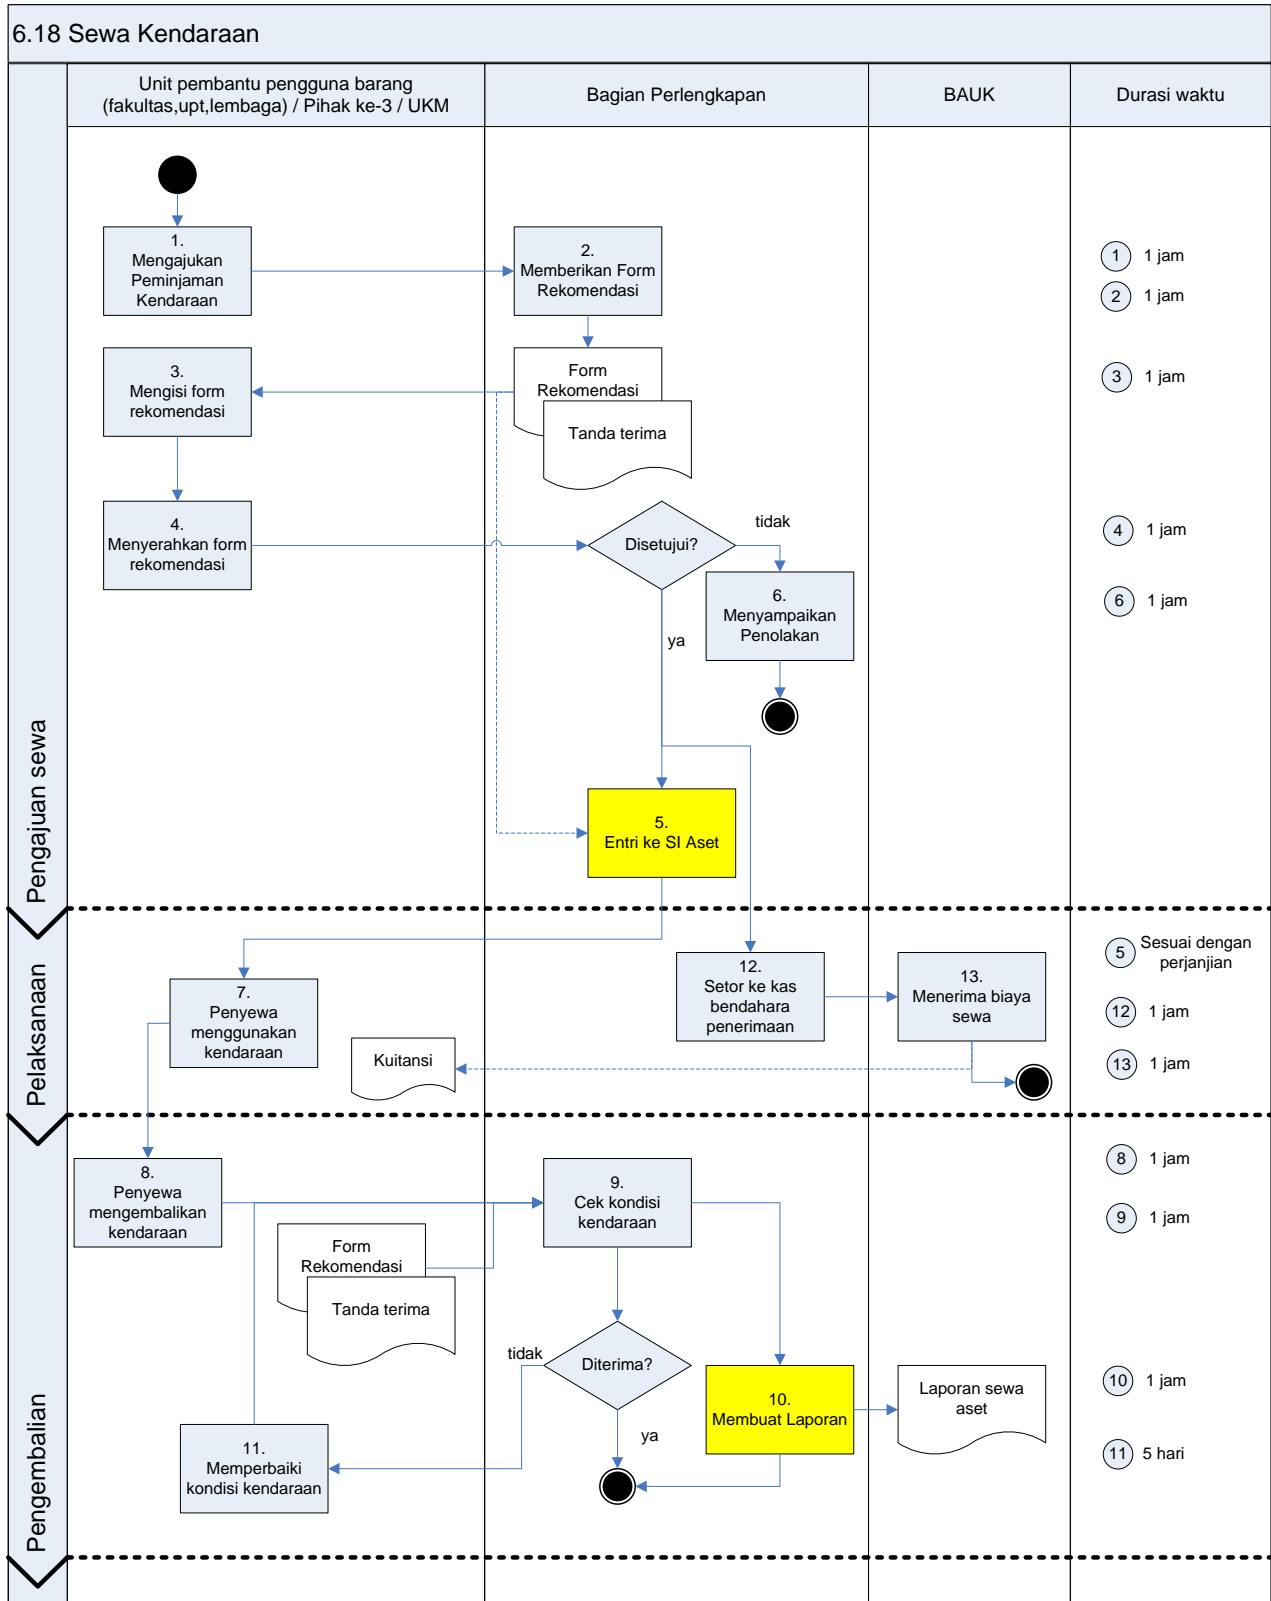 6.18 Sewa Kendaraan
Unit pembantu pengguna barang
(fakultas,upt,lembaga) / Pihak ke-3 / UKM
Bagian Perlengkapan
BAUK
Durasi waktu
Pengajuan sewa
1.
Mengajukan
Peminjaman
Kendaraan
2.
Memberikan Form
Rekomendasi
1 1 jam
2 1 jam
3.
Mengisi form
rekomendasi
Form
Rekomendasi
Tanda terima
3 1 jam
4.
Menyerahkan form
rekomendasi
Disetujui?
tidak
ya
4 1 jam
6.
Menyampaikan
Penolakan
6 1 jam
5.
Entri ke SI Aset
Pelaksanaan
7.
Penyewa
menggunakan
kendaraan
Kuitansi
12.
Setor ke kas
bendahara
penerimaan
13.
Menerima biaya
sewa
5 Sesuai dengan
perjanjian
12 1 jam
13 1 jam
Pengembalian
8.
Penyewa
mengembalikan
kendaraan
Form
Rekomendasi
Tanda terima
9.
Cek kondisi
kendaraan
8 1 jam
9 1 jam
tidak
Diterima?
ya
10.
Membuat Laporan
Laporan sewa
aset
10 1 jam
11.
Memperbaiki
kondisi kendaraan
11 5 hari